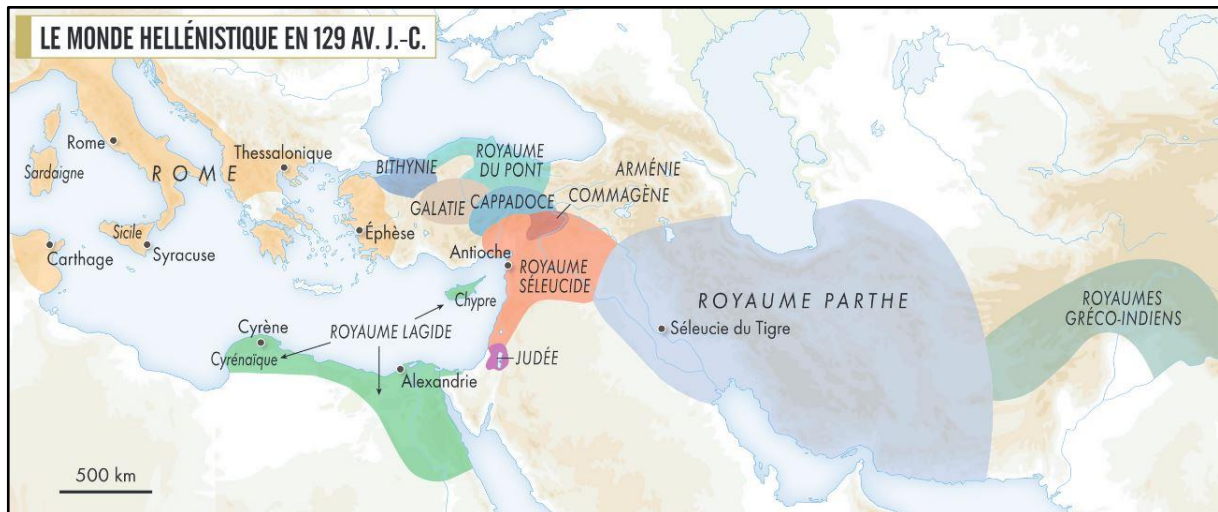 LE MONDE HELLÉNISTIQUE EN 129 AV. J.-C.
Rome
Sardaigne
ROME
Thessalonique
Sicile
Syracuse
Carthage
Éphèse
BITHYNIE
ROYAUME
DU PONT
GALATIE
CAPPADOCE
ARMÉNIE
COMMAGÈNE
Antioche
ROYAUME
SÉLEUCIDE
Chypre
ROYAUME LAGIDE
Cyrène
Cyrénaïque
Alexandrie
JUDÉE
ROYAUME PARTHE
Séleucie du Tigre
ROYAUMES
GRÉCO-INDIENS
500 km